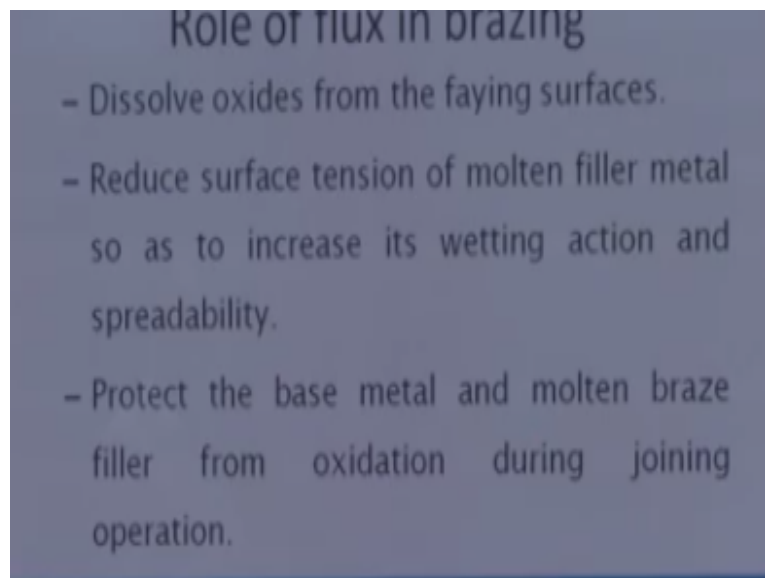 Role of flux in brazing
– Dissolve oxides from the faying surfaces.
– Reduce surface tension of molten filler metal
so as to increase its wetting action and
spreadability.
– Protect the base metal and molten braze
filler from oxidation during joining
operation.